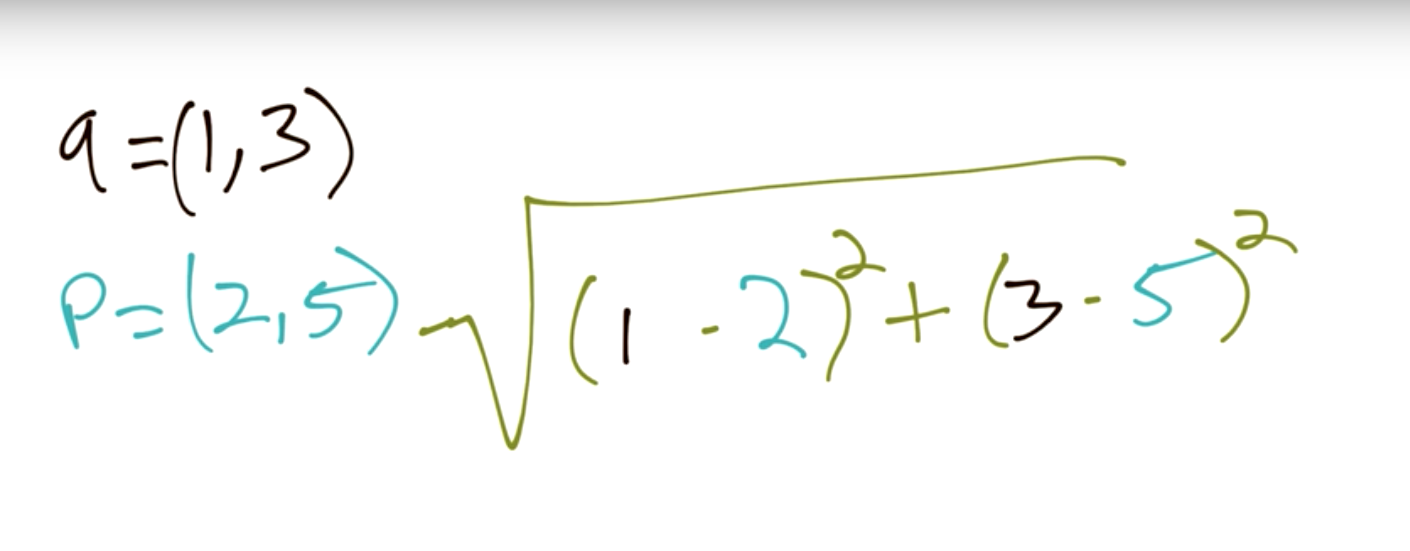 q=(1,3)
P=(2,5) √(1-2)²+(3-5)²